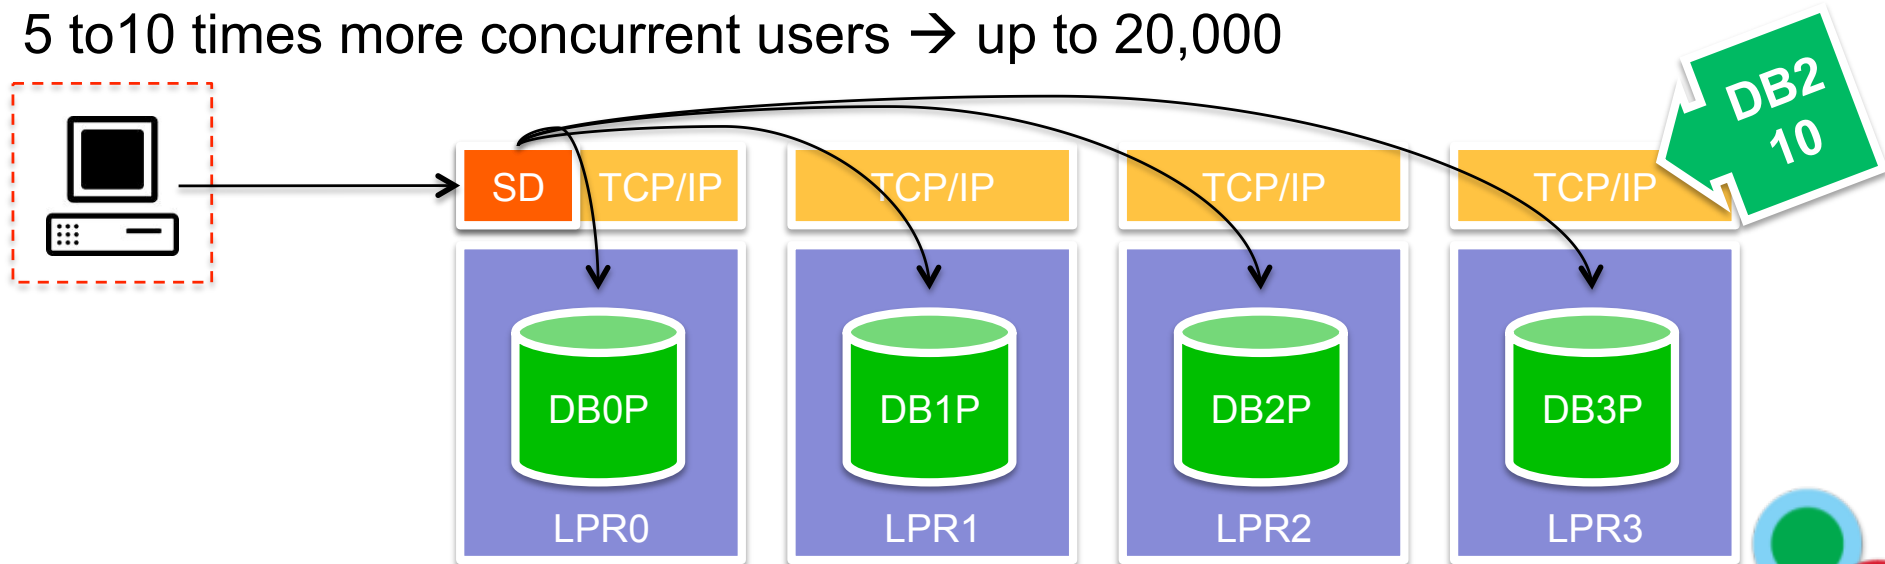 5 to10 times more concurrent users → up to 20,000
DB2
10
SD TCP/IP TCP/IP TCP/IP TCP/IP
DB0P DB1P DB2P DB3P
LPR0 LPR1 LPR2 LPR3